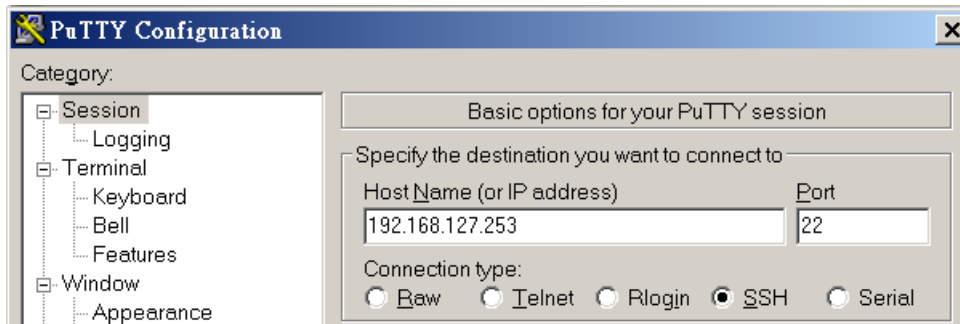 PuTTY Configuration
Category:
Session
Logging
Terminal
Keyboard
Bell
Features
Window
Appearance
Basic options for your PuTTY session
Specify the destination you want to connect to
Host Name (or IP address)
Port
192.168.127.253
22
Connection type:
Raw
Telnet
Rlogin
SSH
Serial